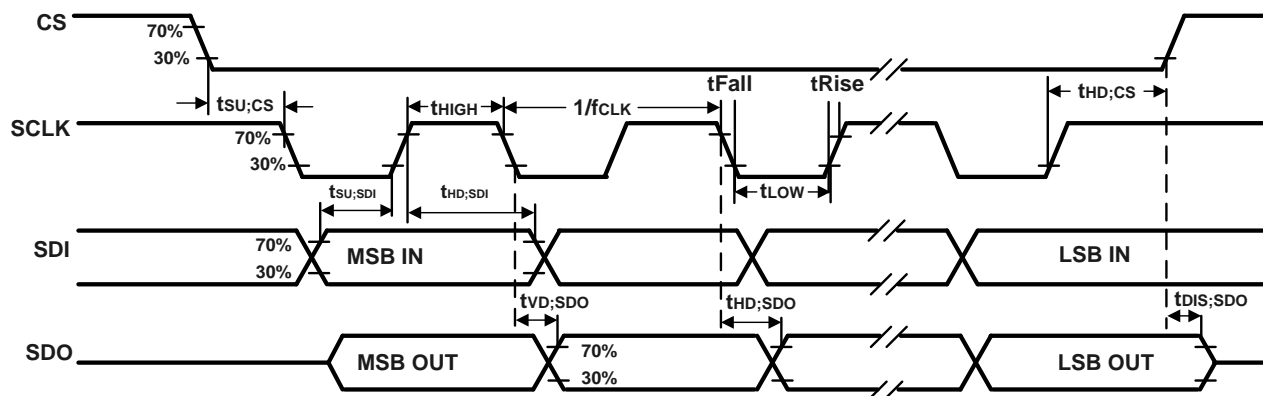 CS
70%
30%
tFall
tRise
tSU;CS
tHIGH
1/fCLK
tHD;CS
SCLK
70%
30%
tSU;SDI
tHD;SDI
tLOW
SDI
70%
30%
MSB IN
LSB IN
tVD;SDO
tHD;SDO
tDIS;SDO
SDO
MSB OUT
70%
30%
LSB OUT